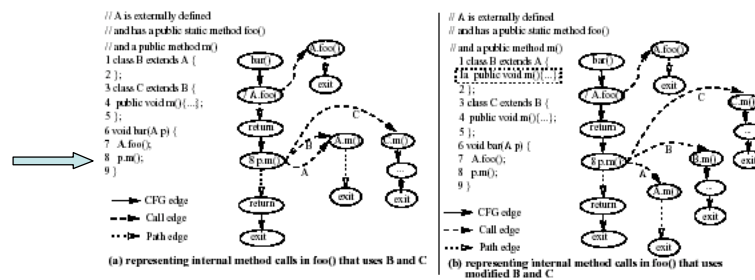 // A is externally defined
// and has a public static method foo()
// and a public method m()
1 class B extends A {
2 };
3 class C extends B {
4 public void m(){...};
5 };
6 void bar(A p) {
7 A.foo();
8 p.m();
9 }
CFG edge
Call edge
Path edge
bar()
A.foo()
exit
7 A.foo()
return
C
B
A.m()
C.m()
8 p.m()
A
...
exit
exit
return
exit
(a) representing internal method calls in foo() that uses B and C
// A is externally defined
// and has a public static method foo()
// and a public method m()
1 class B extends A {
1a public void m(){...}
2 };
3 class C extends B {
4 public void m(){...};
5 };
6 void bar(A p) {
7 A.foo();
8 p.m();
9 }
CFG edge
Call edge
Path edge
bar()
A.foo()
exit
7 A.foo()
C
C.m()
return
...
B
B.m()
exit
8 p.m()
A
A.m()
...
return
exit
exit
exit
(b) representing internal method calls in foo() that uses
modified B and C